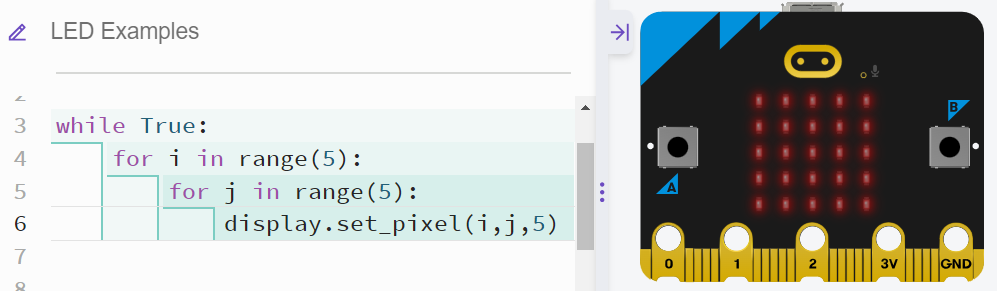 LED Examples
3 while True:
4 for i in range(5):
5 for j in range(5):
6 display.set_pixel(i,j,5)
7
B
A
0 1 2 3V GND